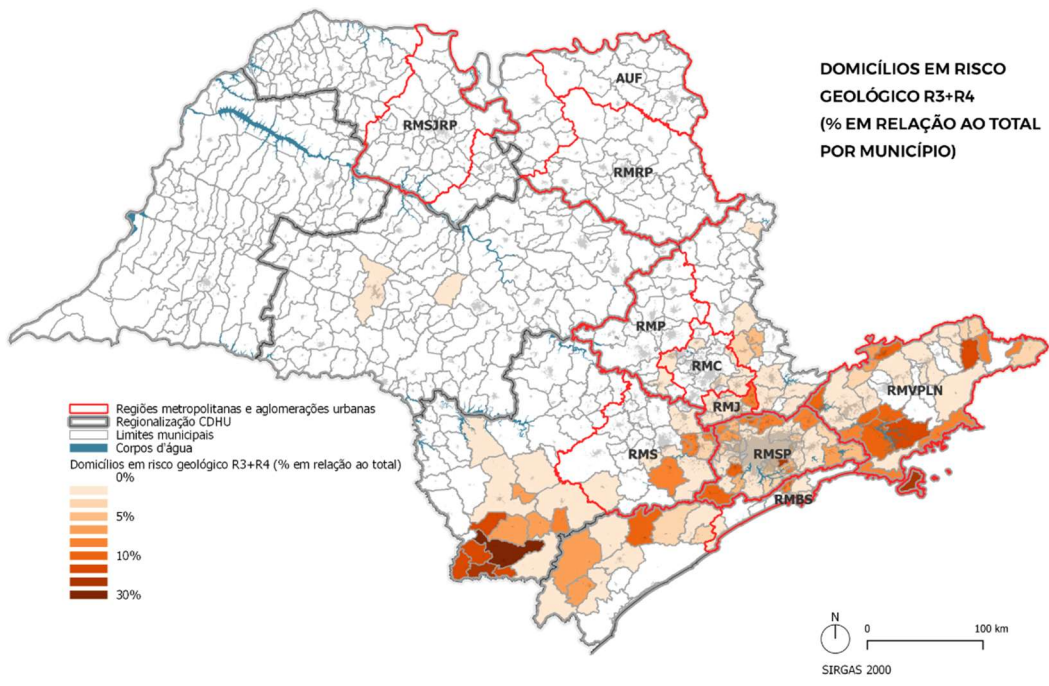 DOMICÍLIOS EM RISCO
GEOLÓGICO R3+R4
(% EM RELAÇÃO AO TOTAL
POR MUNICÍPIO)
AUF
RMSJRP
RMRP
RMP
RMC
RMJ
RMVPLN
RMS
RMSP
RMBS
Regiões metropolitanas e aglomerações urbanas
Regionalização CDHU
Limites municipais
Corpos d'água
Domicílios em risco geológico R3+R4 (% em relação ao total)
0%
5%
10%
30%
N
0 100 km
SIRGAS 2000